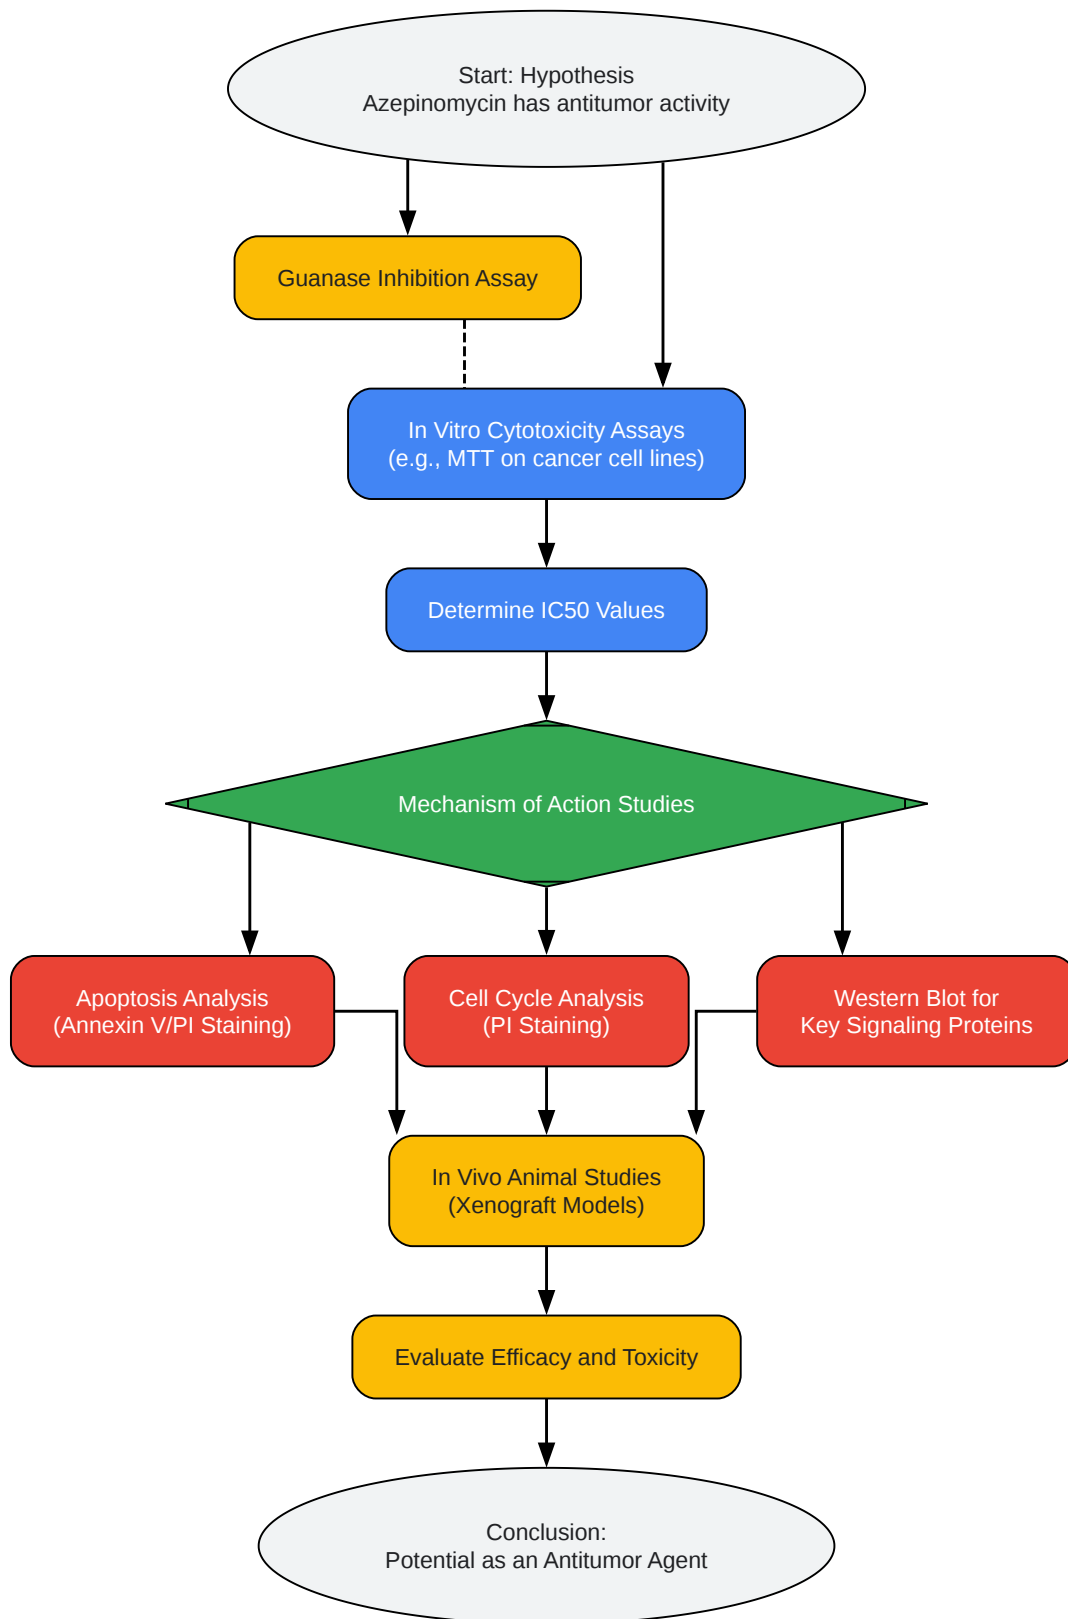 Start: Hypothesis
Azepinomycin has antitumor activity
Guanase Inhibition Assay
In Vitro Cytotoxicity Assays
(e.g., MTT on cancer cell lines)
Determine IC50 Values
Mechanism of Action Studies
Apoptosis Analysis
(Annexin V/PI Staining)
Cell Cycle Analysis
(PI Staining)
Western Blot for
Key Signaling Proteins
In Vivo Animal Studies
(Xenograft Models)
Evaluate Efficacy and Toxicity
Conclusion:
Potential as an Antitumor Agent